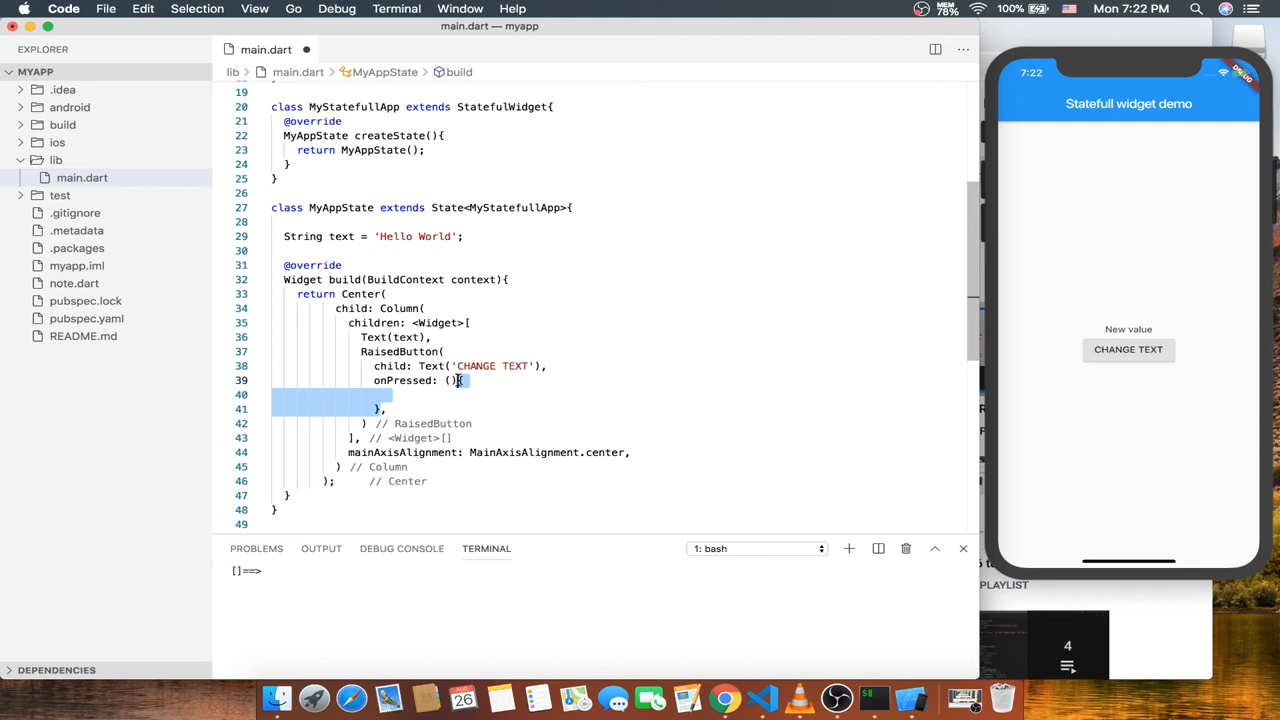 Code File Edit Selection View Go Debug Terminal Window Help
MEM 78% 100% Mon 7:22 PM
main.dart — myapp
EXPLORER
MYAPP
.idea
android
build
ios
lib
main.dart
test
.gitignore
.metadata
.packages
myapp.iml
note.dart
pubspec.lock
pubspec.yaml
README.md
DEPENDENCIES
main.dart
lib main.dart MyAppState build
19
20 class MyStatefullApp extends StatefulWidget{
21 @override
22 MyAppState createState(){
23 return MyAppState();
24 }
25 }
26
27 class MyAppState extends State<MyStatefullApp>{
28
29 String text = 'Hello World';
30
31 @override
32 Widget build(BuildContext context){
33 return Center(
34 child: Column(
35 children: <Widget>[
36 Text(text),
37 RaisedButton(
38 child: Text('CHANGE TEXT'),
39 onPressed: (){
40
41 },
42 ) // RaisedButton
43 ], // <Widget>[]
44 mainAxisAlignment: MainAxisAlignment.center,
45 ) // Column
46 ); // Center
47 }
48 }
49
PROBLEMS OUTPUT DEBUG CONSOLE TERMINAL 1: bash
[]==>
7:22
DEBUG
Statefull widget demo
New value
CHANGE TEXT
PLAYLIST
4
AUG
29